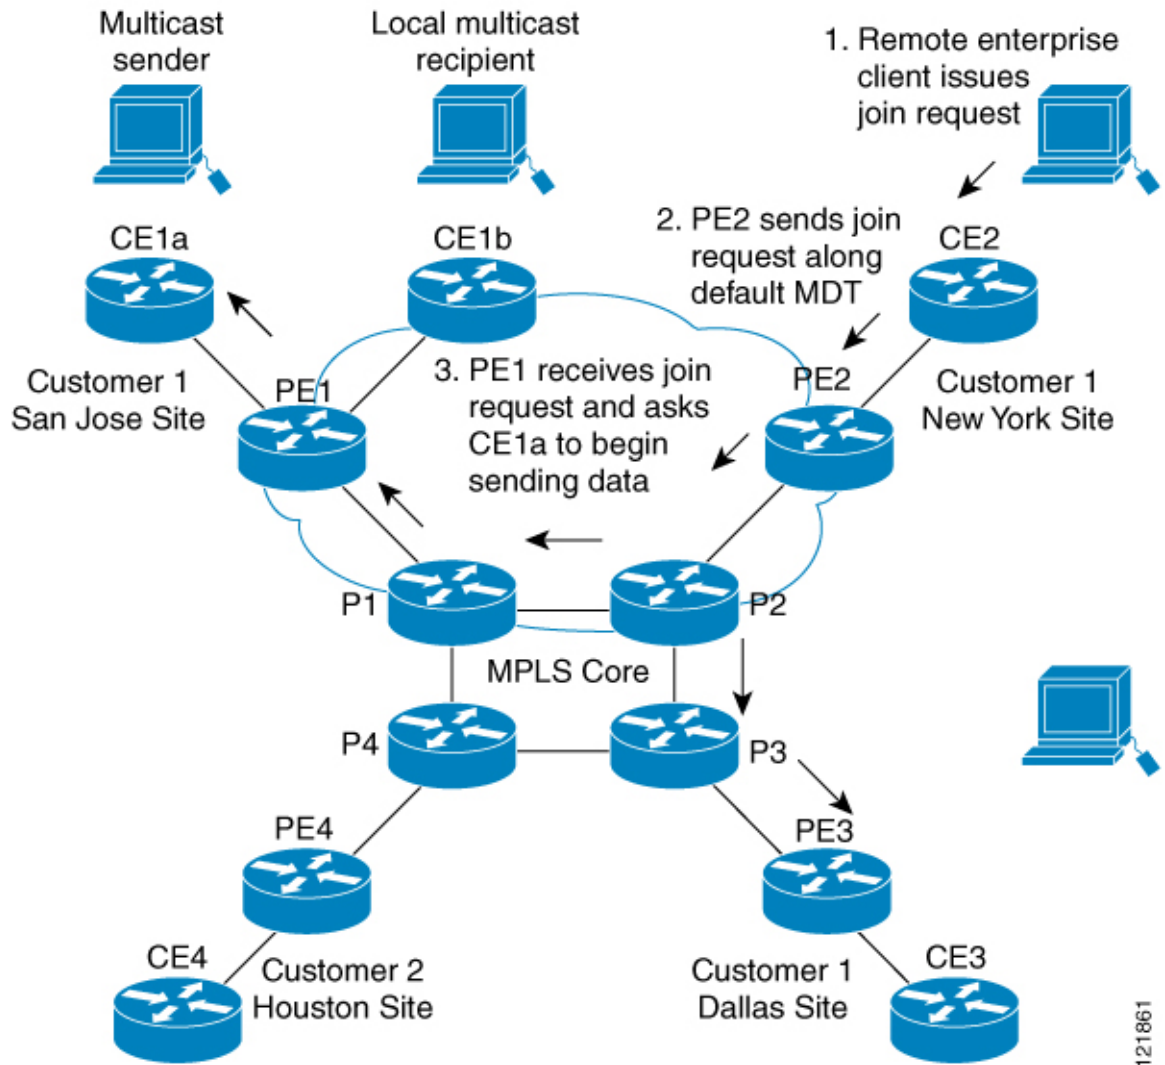 Multicast
sender
Local multicast
recipient
1. Remote enterprise
client issues
join request
CE1a
CE1b
2. PE2 sends join
request along
default MDT
CE2
Customer 1
San Jose Site
PE1
3. PE1 receives join
request and asks
CE1a to begin
sending data
PE2
Customer 1
New York Site
P1
P2
MPLS Core
P4
P3
PE4
PE3
CE4
Customer 2
Houston Site
Customer 1
Dallas Site
CE3
121861